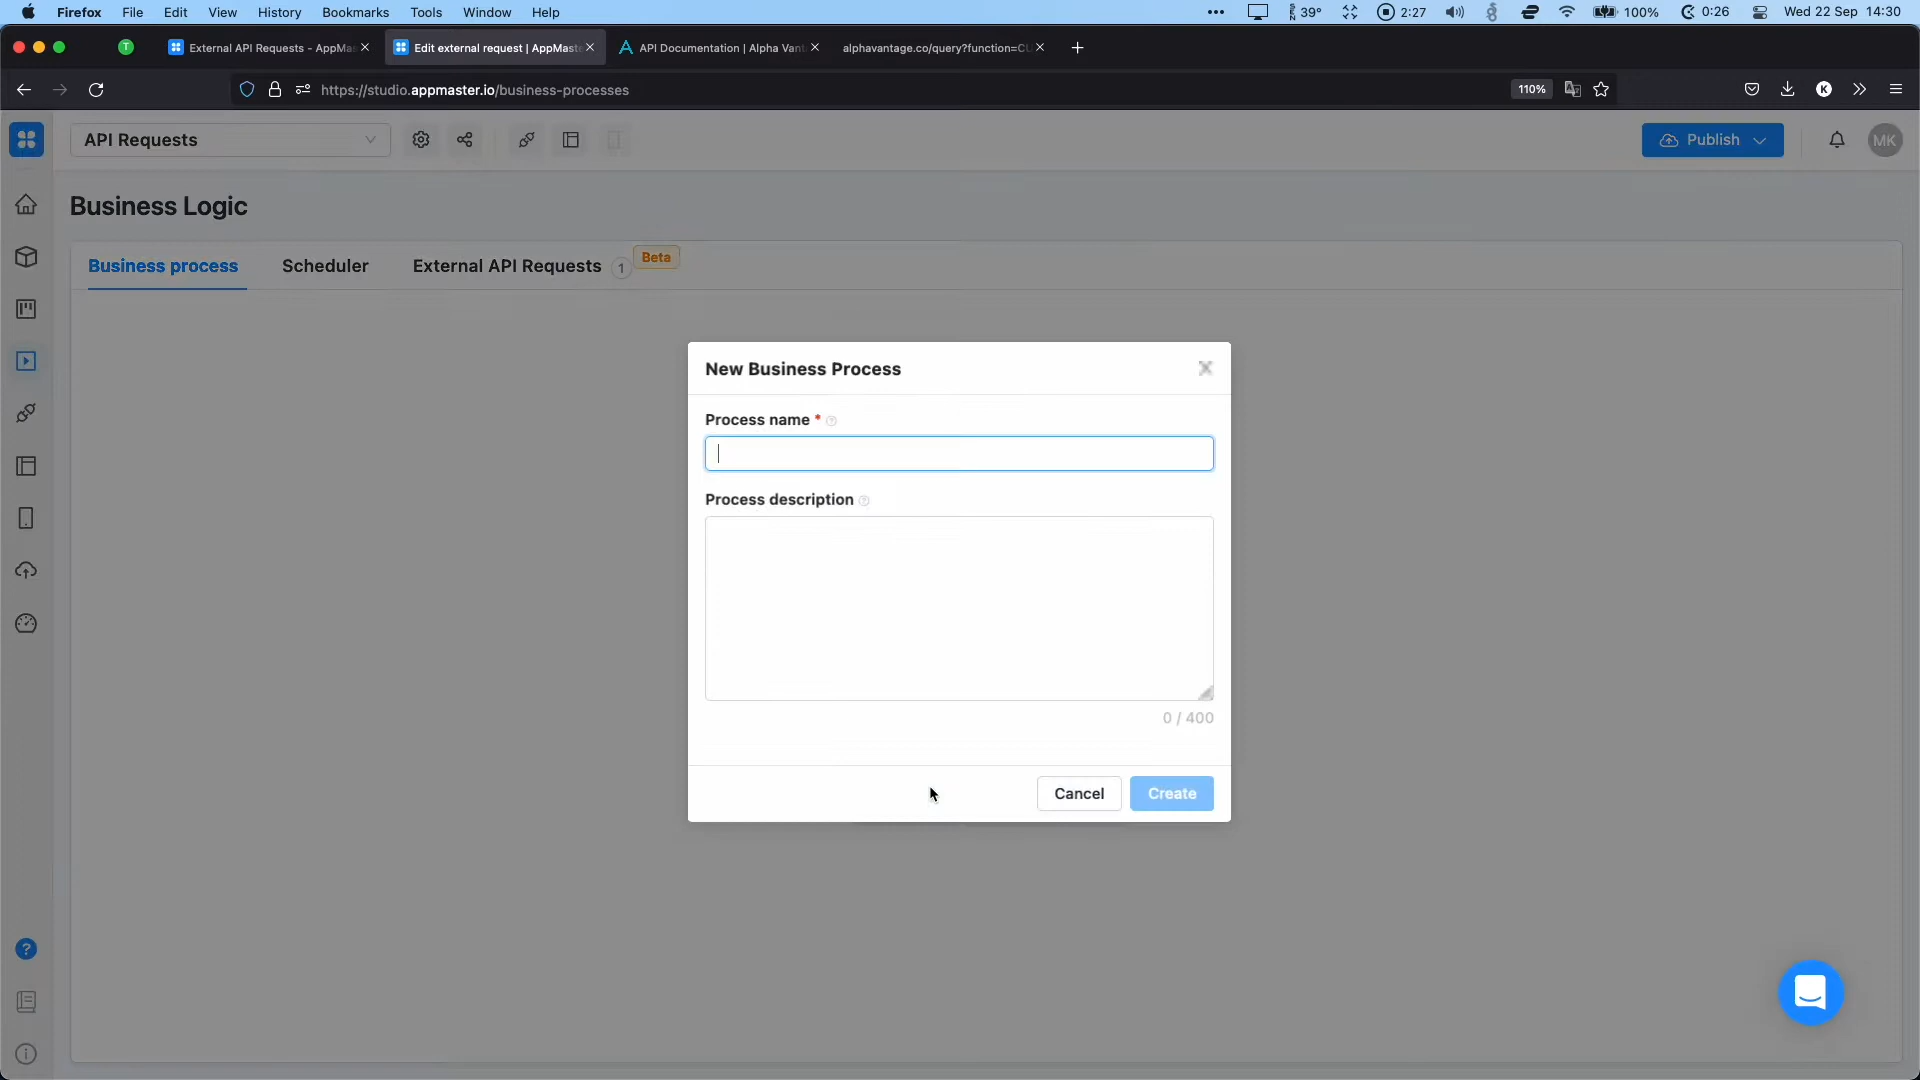 Firefox File Edit View History Bookmarks Tools Window Help ••• 39° 2:27 100% 0:26 Wed 22 Sep 14:30
T External API Requests - AppMa Edit external request | AppMast API Documentation | Alpha Vant alphavantage.co/query?function=CU
https://studio.appmaster.io/business-processes 110% K
API Requests Publish MK
Business Logic
Business process Scheduler External API Requests 1 Beta
New Business Process
Process name *
Process description
0 / 400
Cancel Create